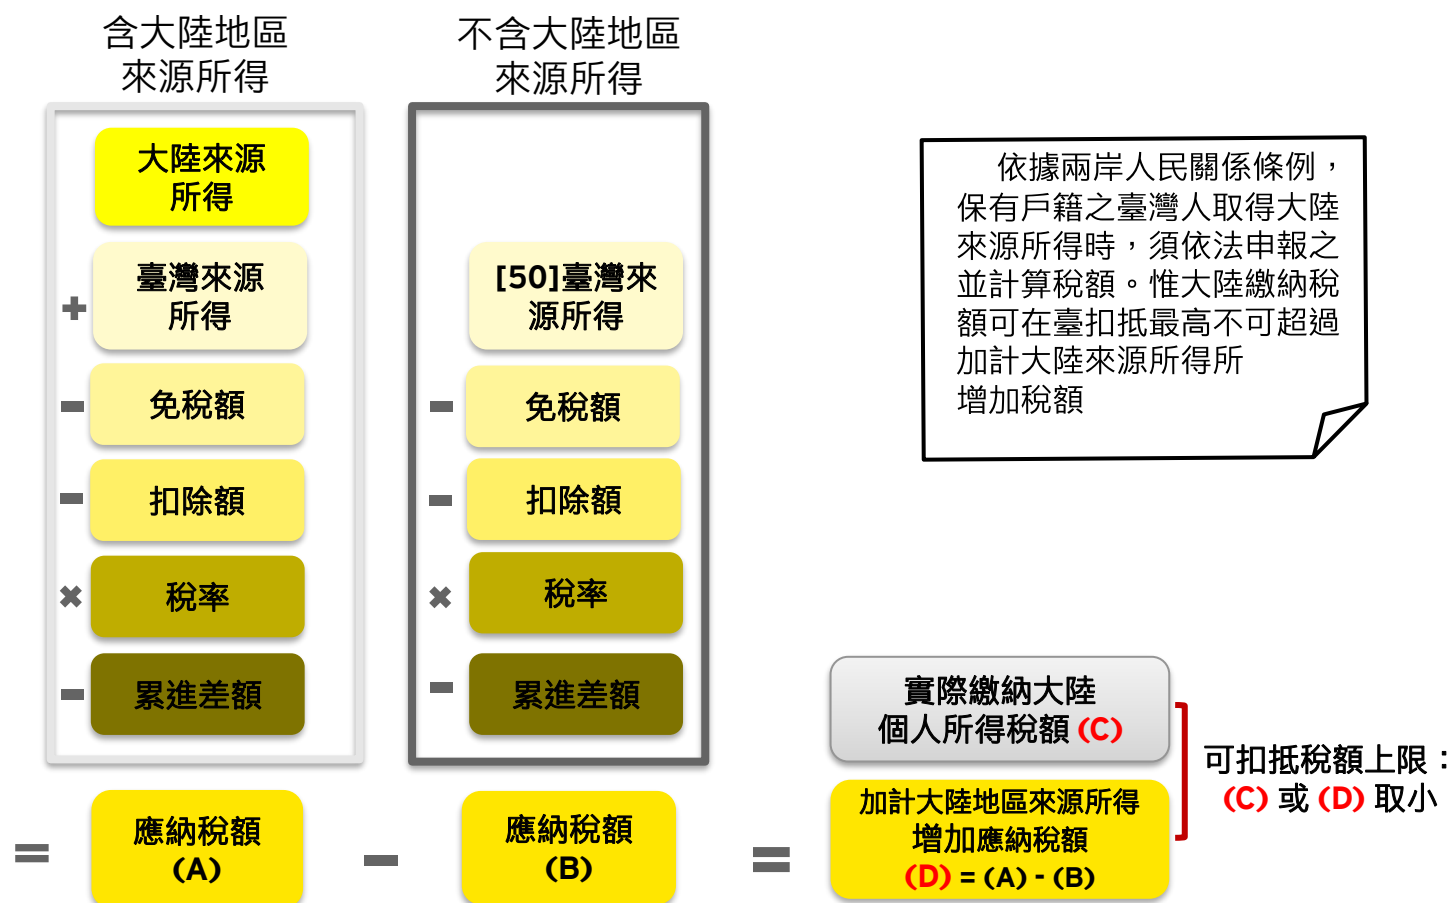 含大陸地區
來源所得
大陸來源
所得
+
臺灣來源
所得
-
免稅額
-
扣除額
×
稅率
-
累進差額
=
應納稅額
(A)
不含大陸地區
來源所得
[50]臺灣來
源所得
-
免稅額
-
扣除額
×
稅率
-
累進差額
-
應納稅額
(B)
=
依據兩岸人民關係條例，
保有戶籍之臺灣人取得大陸
來源所得時，須依法申報之
並計算稅額。惟大陸繳納稅
額可在臺扣抵最高不可超過
加計大陸來源所得所
增加稅額
實際繳納大陸
個人所得稅額 (C)
加計大陸地區來源所得
增加應納稅額
(D) = (A) - (B)
可扣抵稅額上限：
(C) 或 (D) 取小